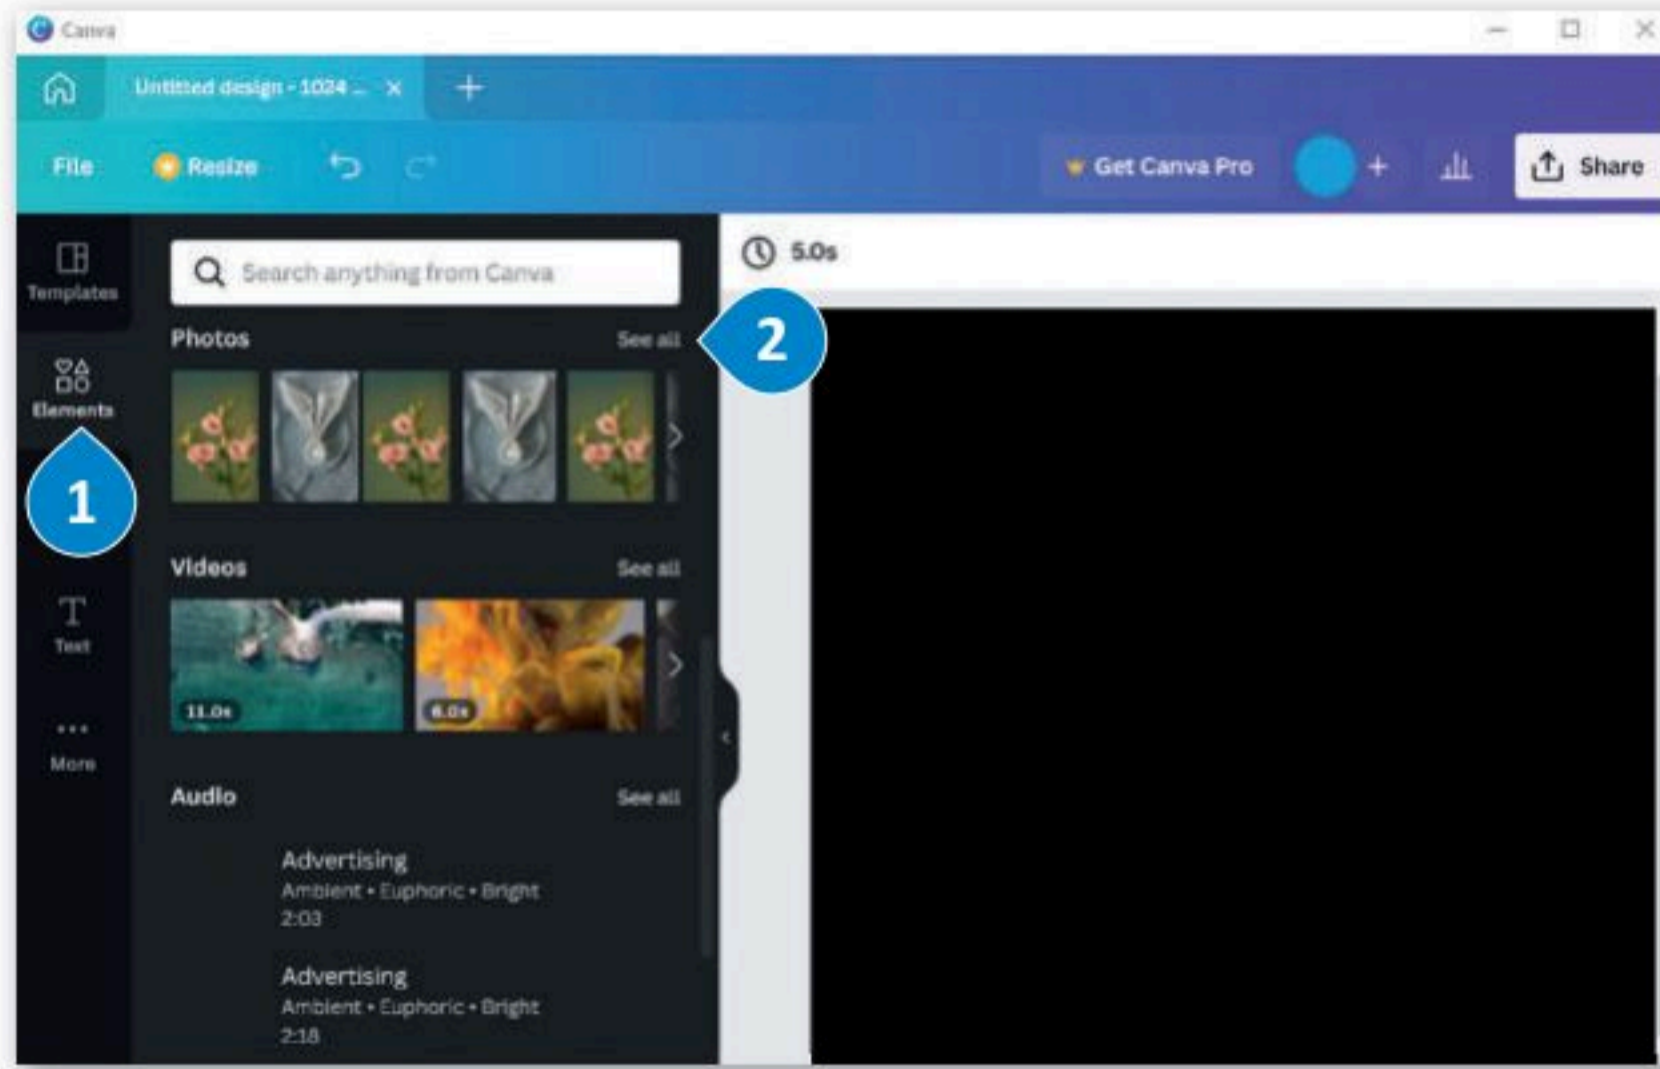 Canva
Untitled design - 1024 ... × +
File Resize Get Canva Pro + Share
Templates
Elements
1
Text
More
Search anything from Canva
Photos See all
2
Videos See all
11.0s 6.0s
Audio See all
Advertising
Ambient • Euphoric • Bright
2:03
Advertising
Ambient • Euphoric • Bright
2:18
5.0s